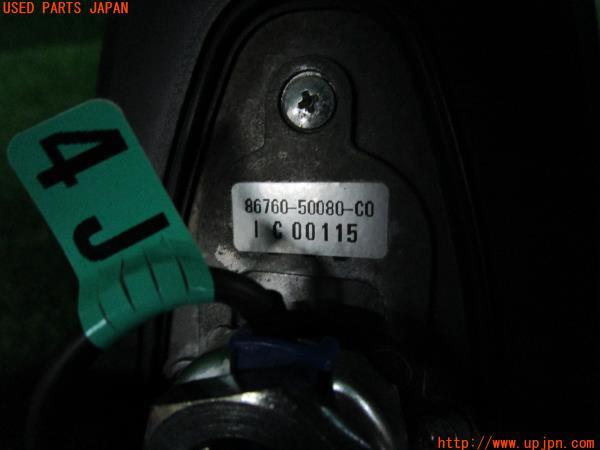 USED PARTS JAPAN
4J
86760-50080-C0
I C 00115
http://www.upjpn.com/